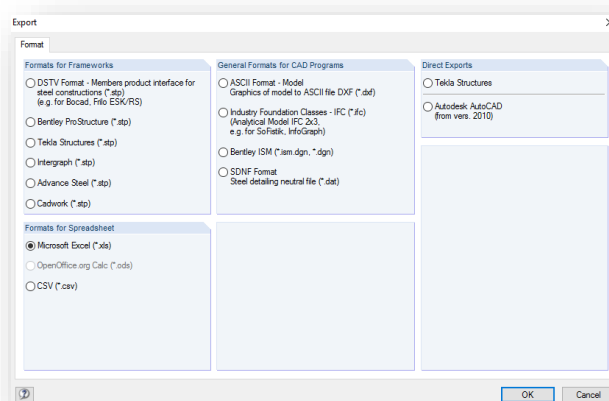 Export
Format
Formats for Frameworks
DSTV Format - Members product interface for
steel constructions (*.stp)
(e.g. for Bocad, Frilo ESK/RS)
Bentley ProStructure (*.stp)
Tekla Structures (*.stp)
Intergraph (*.stp)
Advance Steel (*.stp)
Cadwork (*.stp)
Formats for Spreadsheet
Microsoft Excel (*.xls)
OpenOffice.org Calc (*.ods)
CSV (*.csv)
General Formats for CAD Programs
ASCII Format - Model
Graphics of model to ASCII file DXF (*.dxf)
Industry Foundation Classes - IFC (*.ifc)
(Analytical Model IFC 2x3,
e.g. for SoFistik, InfoGraph)
Bentley ISM (*.ism.dgn, *.dgn)
SDNF Format
Steel detailing neutral file (*.dat)
Direct Exports
Tekla Structures
Autodesk AutoCAD
(from vers. 2010)
OK
Cancel